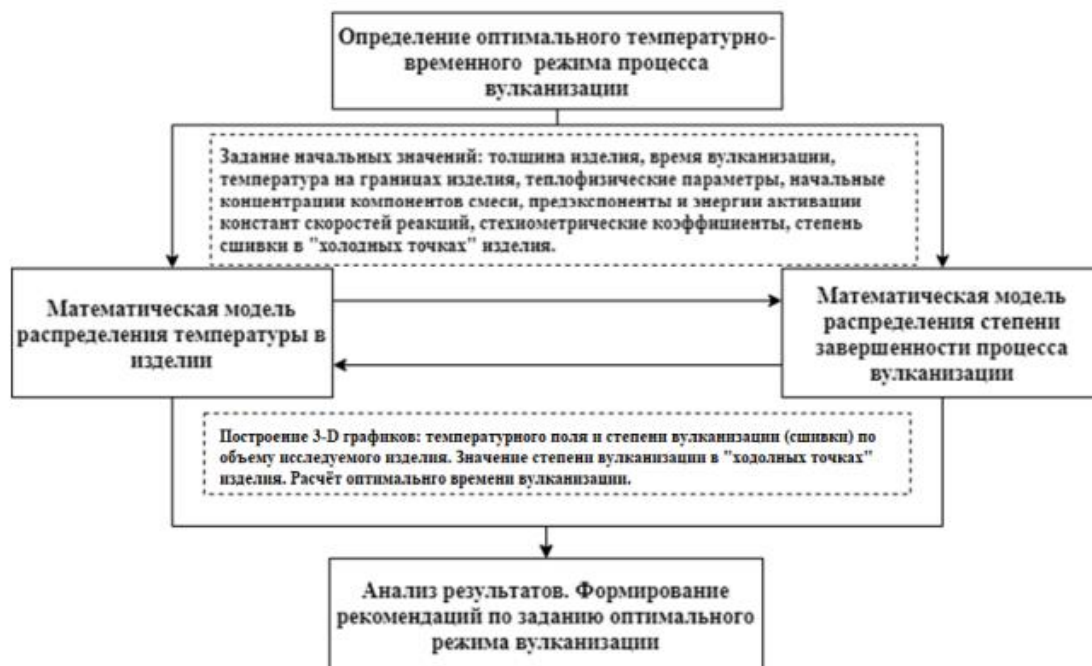 Определение оптимального температурно-
временного режима процесса
вулканизации
Задание начальных значений: толщина изделия, время вулканизации,
температура на границах изделия, теплофизические параметры, начальные
концентрации компонентов смеси, предэкспоненты и энергии активации
констант скоростей реакций, стехиометрические коэффициенты, степень
сшивки в "холодных точках" изделия.
Математическая модель
распределения температуры в
изделии
Математическая модель
распределения степени
завершенности процесса
вулканизации
Построение 3-D графиков: температурного поля и степени вулканизации (сшивки) по
объему исследуемого изделия. Значение степени вулканизации в "ходолных точках"
изделия. Расчёт оптимальнго времени вулканизации.
Анализ результатов. Формирование
рекомендаций по заданию оптимального
режима вулканизации